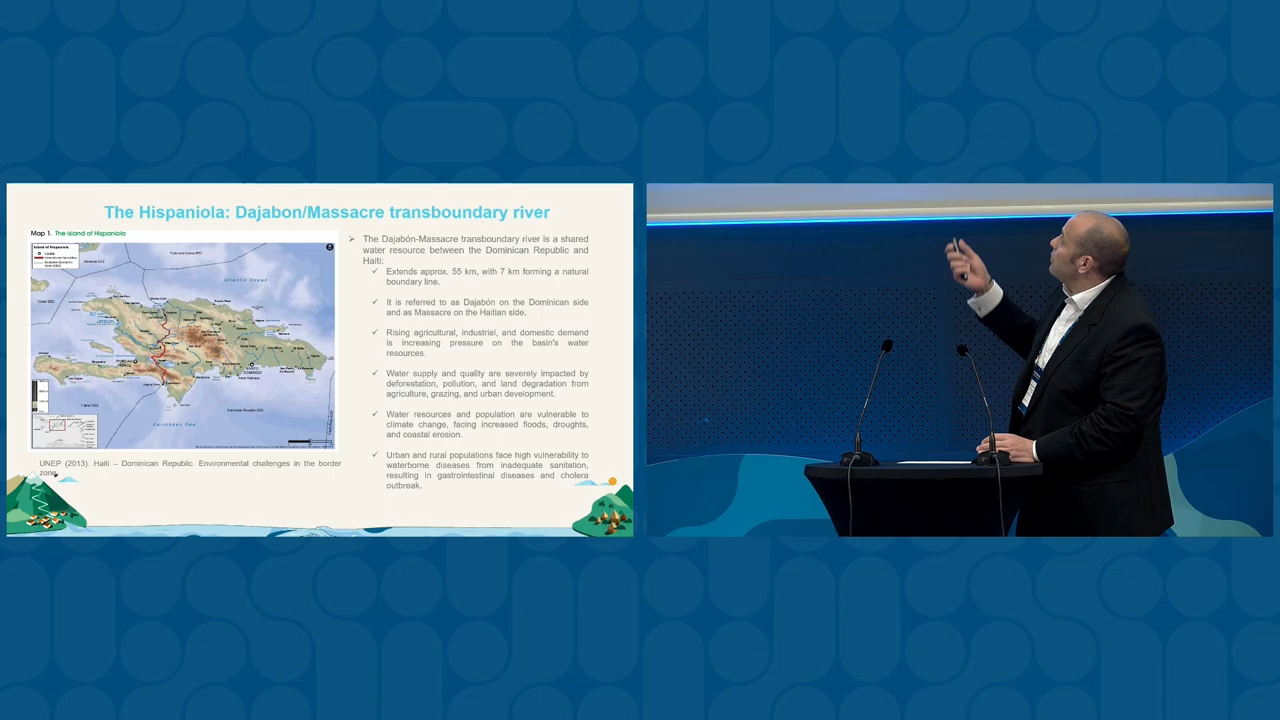 The Hispaniola: Dajabon/Massacre transboundary river
Map 1. The island of Hispaniola
Island of Hispaniola
Atlantic Ocean
SANTO
DOMINGO
Caribbean Sea
UNEP (2013). Haiti – Dominican Republic. Environmental challenges in the border
zone.
➢ The Dajabón-Massacre transboundary river is a shared
water resource between the Dominican Republic and
Haiti:
✓ Extends approx. 55 km, with 7 km forming a natural
boundary line.
✓ It is referred to as Dajabón on the Dominican side
and as Massacre on the Haitian side.
✓ Rising agricultural, industrial, and domestic demand
is increasing pressure on the basin's water
resources.
✓ Water supply and quality are severely impacted by
deforestation, pollution, and land degradation from
agriculture, grazing, and urban development.
✓ Water resources and population are vulnerable to
climate change, facing increased floods, droughts,
and coastal erosion.
✓ Urban and rural populations face high vulnerability to
waterborne diseases from inadequate sanitation,
resulting in gastrointestinal diseases and cholera
outbreak.